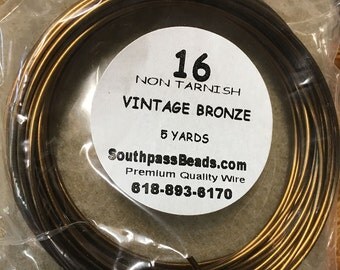 16
NON TARNISH
VINTAGE BRONZE
5 YARDS
SouthpassBeads.com
Premium Quality Wire
618-893-6170